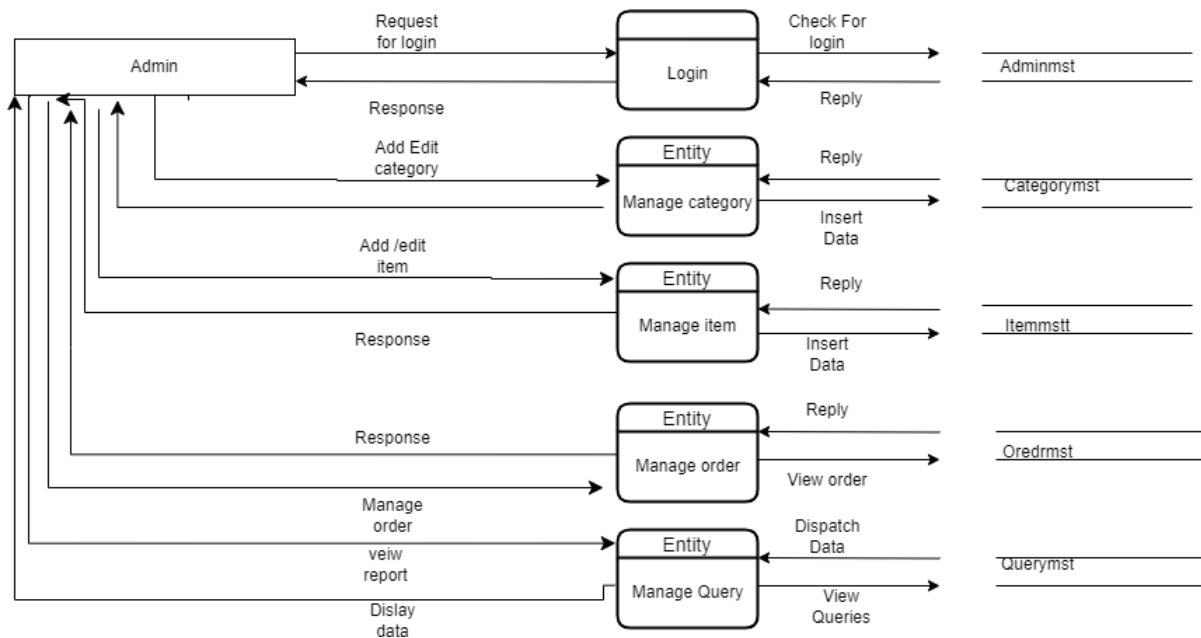 Request
for login
Check For
login
Admin
Login
Adminmst
Response
Reply
Add Edit
category
Entity
Reply
Manage category
Categorymst
Insert
Data
Add /edit
item
Entity
Reply
Manage item
Itemmstt
Response
Insert
Data
Entity
Reply
Response
Manage order
Oredrmst
View order
Manage
order
Dispatch
Data
Entity
veiw
report
Querymst
Manage Query
View
Queries
Dislay
data